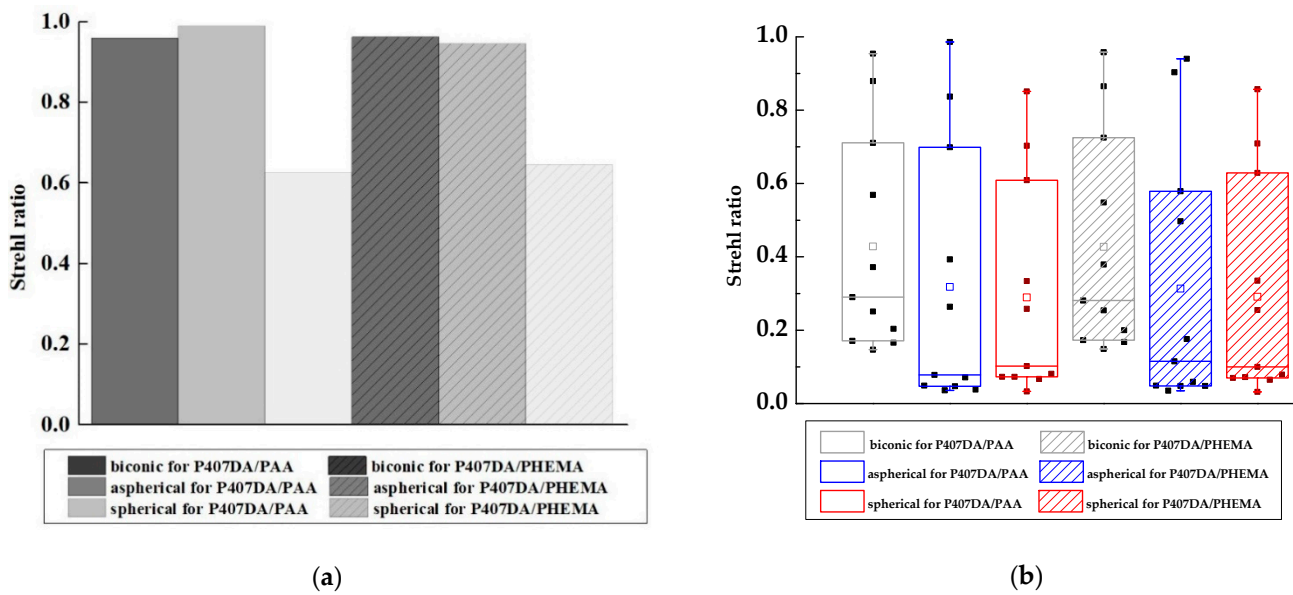 Strehl ratio
1.0
0.8
0.6
0.4
0.2
0.0
biconic for P407DA/PAA
biconic for P407DA/PHEMA
aspherical for P407DA/PAA
aspherical for P407DA/PHEMA
spherical for P407DA/PAA
spherical for P407DA/PHEMA
(a)
Strehl ratio
1.0
0.8
0.6
0.4
0.2
0.0
biconic for P407DA/PAA
biconic for P407DA/PHEMA
aspherical for P407DA/PAA
aspherical for P407DA/PHEMA
spherical for P407DA/PAA
spherical for P407DA/PHEMA
(b)